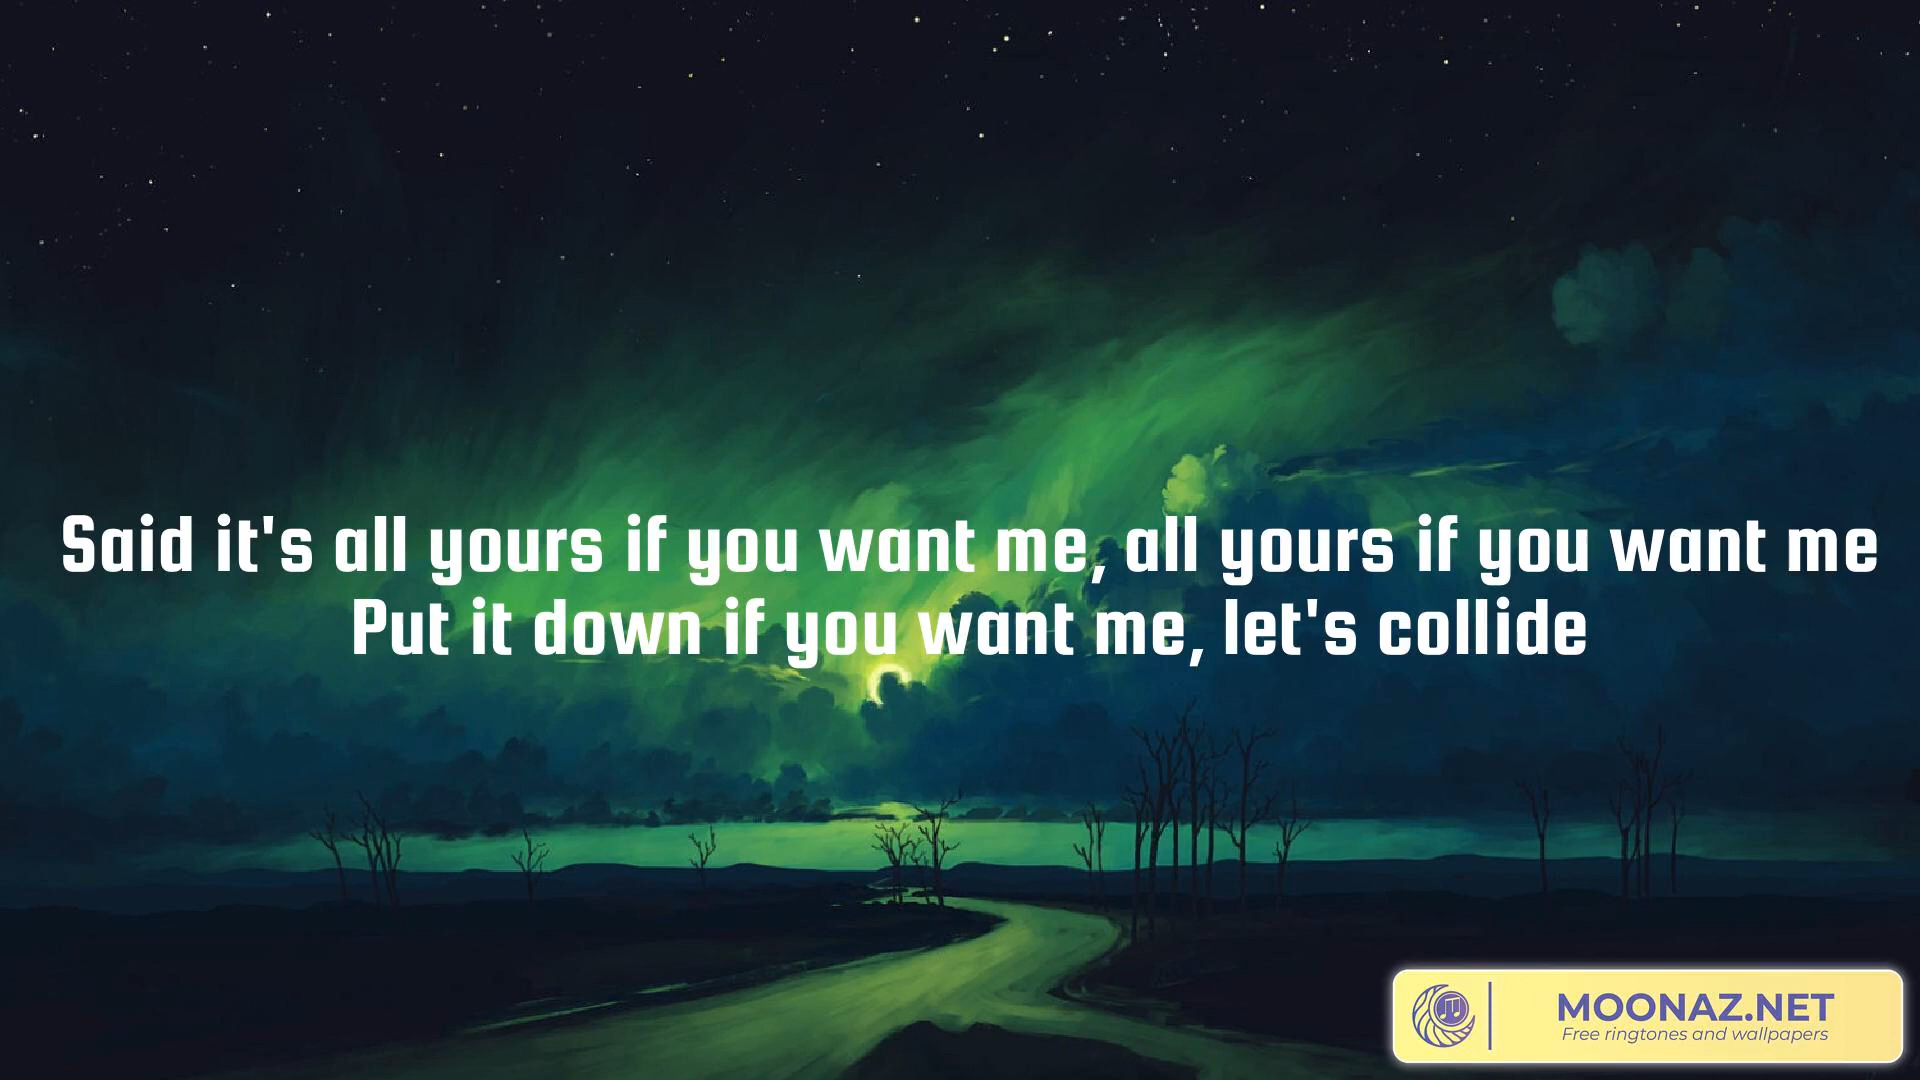 Said it's all yours if you want me, all yours if you want me
Put it down if you want me, let's collide
MOONAZ.NET
Free ringtones and wallpapers